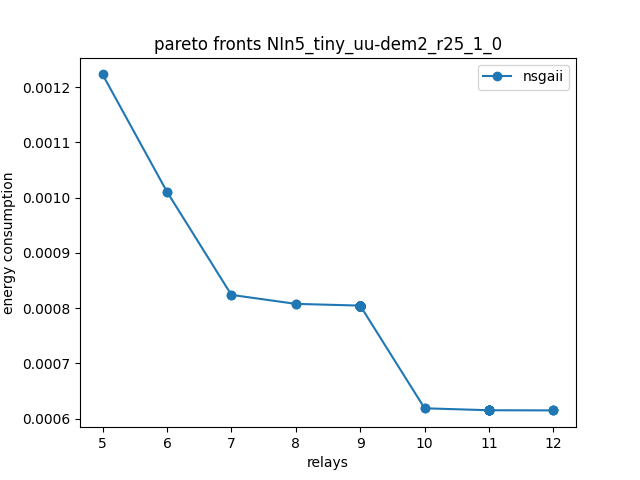 pareto fronts NIn5_tiny_uu-dem2_r25_1_0
nsgaii
0.0012
0.0011
0.0010
0.0009
0.0008
0.0007
0.0006
energy consumption
5 6 7 8 9 10 11 12
relays